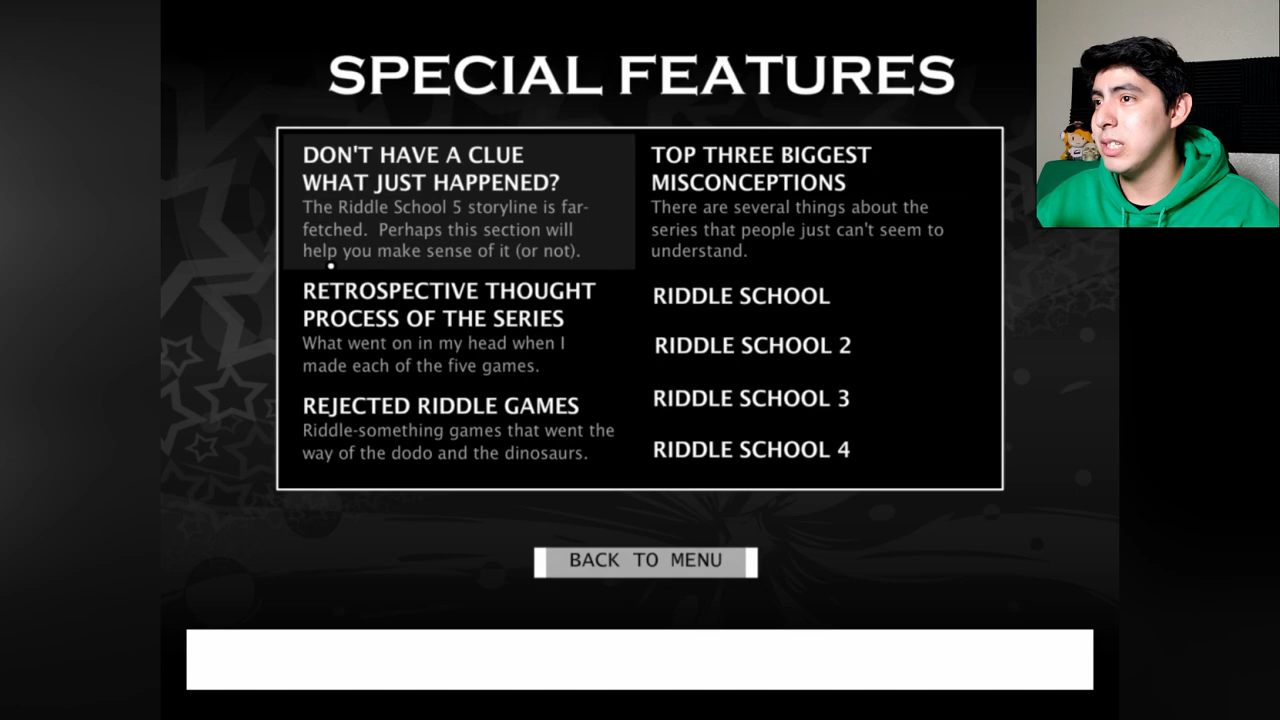 SPECIAL FEATURES
DON'T HAVE A CLUE
WHAT JUST HAPPENED?
The Riddle School 5 storyline is far-
fetched.  Perhaps this section will
help you make sense of it (or not).
RETROSPECTIVE THOUGHT
PROCESS OF THE SERIES
What went on in my head when I
made each of the five games.
REJECTED RIDDLE GAMES
Riddle-something games that went the
way of the dodo and the dinosaurs.
TOP THREE BIGGEST
MISCONCEPTIONS
There are several things about the
series that people just can't seem to
understand.
RIDDLE SCHOOL
RIDDLE SCHOOL 2
RIDDLE SCHOOL 3
RIDDLE SCHOOL 4
BACK TO MENU